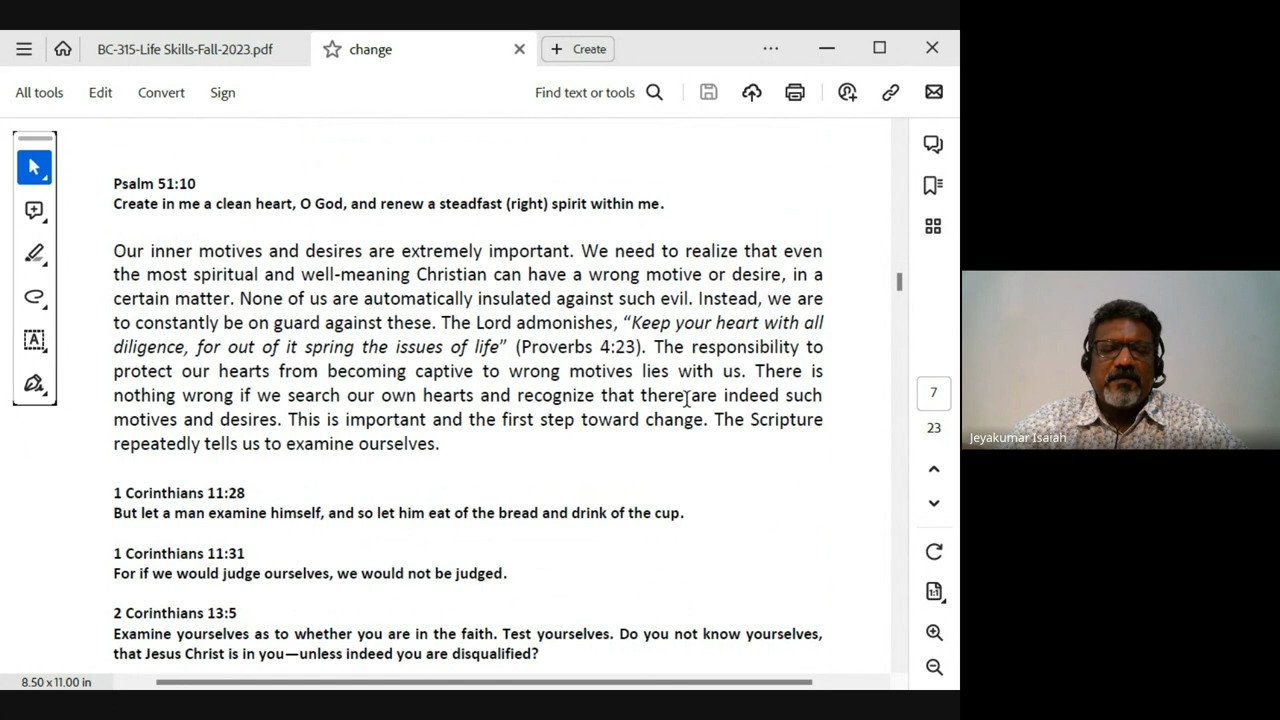 BC-315-Life Skills-Fall-2023.pdf
change
Create
All tools
Edit
Convert
Sign
Find text or tools
Psalm 51:10
Create in me a clean heart, O God, and renew a steadfast (right) spirit within me.
Our inner motives and desires are extremely important. We need to realize that even
the most spiritual and well-meaning Christian can have a wrong motive or desire, in a
certain matter. None of us are automatically insulated against such evil. Instead, we are
to constantly be on guard against these. The Lord admonishes, “Keep your heart with all
diligence, for out of it spring the issues of life” (Proverbs 4:23). The responsibility to
protect our hearts from becoming captive to wrong motives lies with us. There is
nothing wrong if we search our own hearts and recognize that there are indeed such
motives and desires. This is important and the first step toward change. The Scripture
repeatedly tells us to examine ourselves.
1 Corinthians 11:28
But let a man examine himself, and so let him eat of the bread and drink of the cup.
1 Corinthians 11:31
For if we would judge ourselves, we would not be judged.
2 Corinthians 13:5
Examine yourselves as to whether you are in the faith. Test yourselves. Do you not know yourselves,
that Jesus Christ is in you—unless indeed you are disqualified?
7
23
1:1
8.50 x 11.00 in
Jeyakumar Isaiah